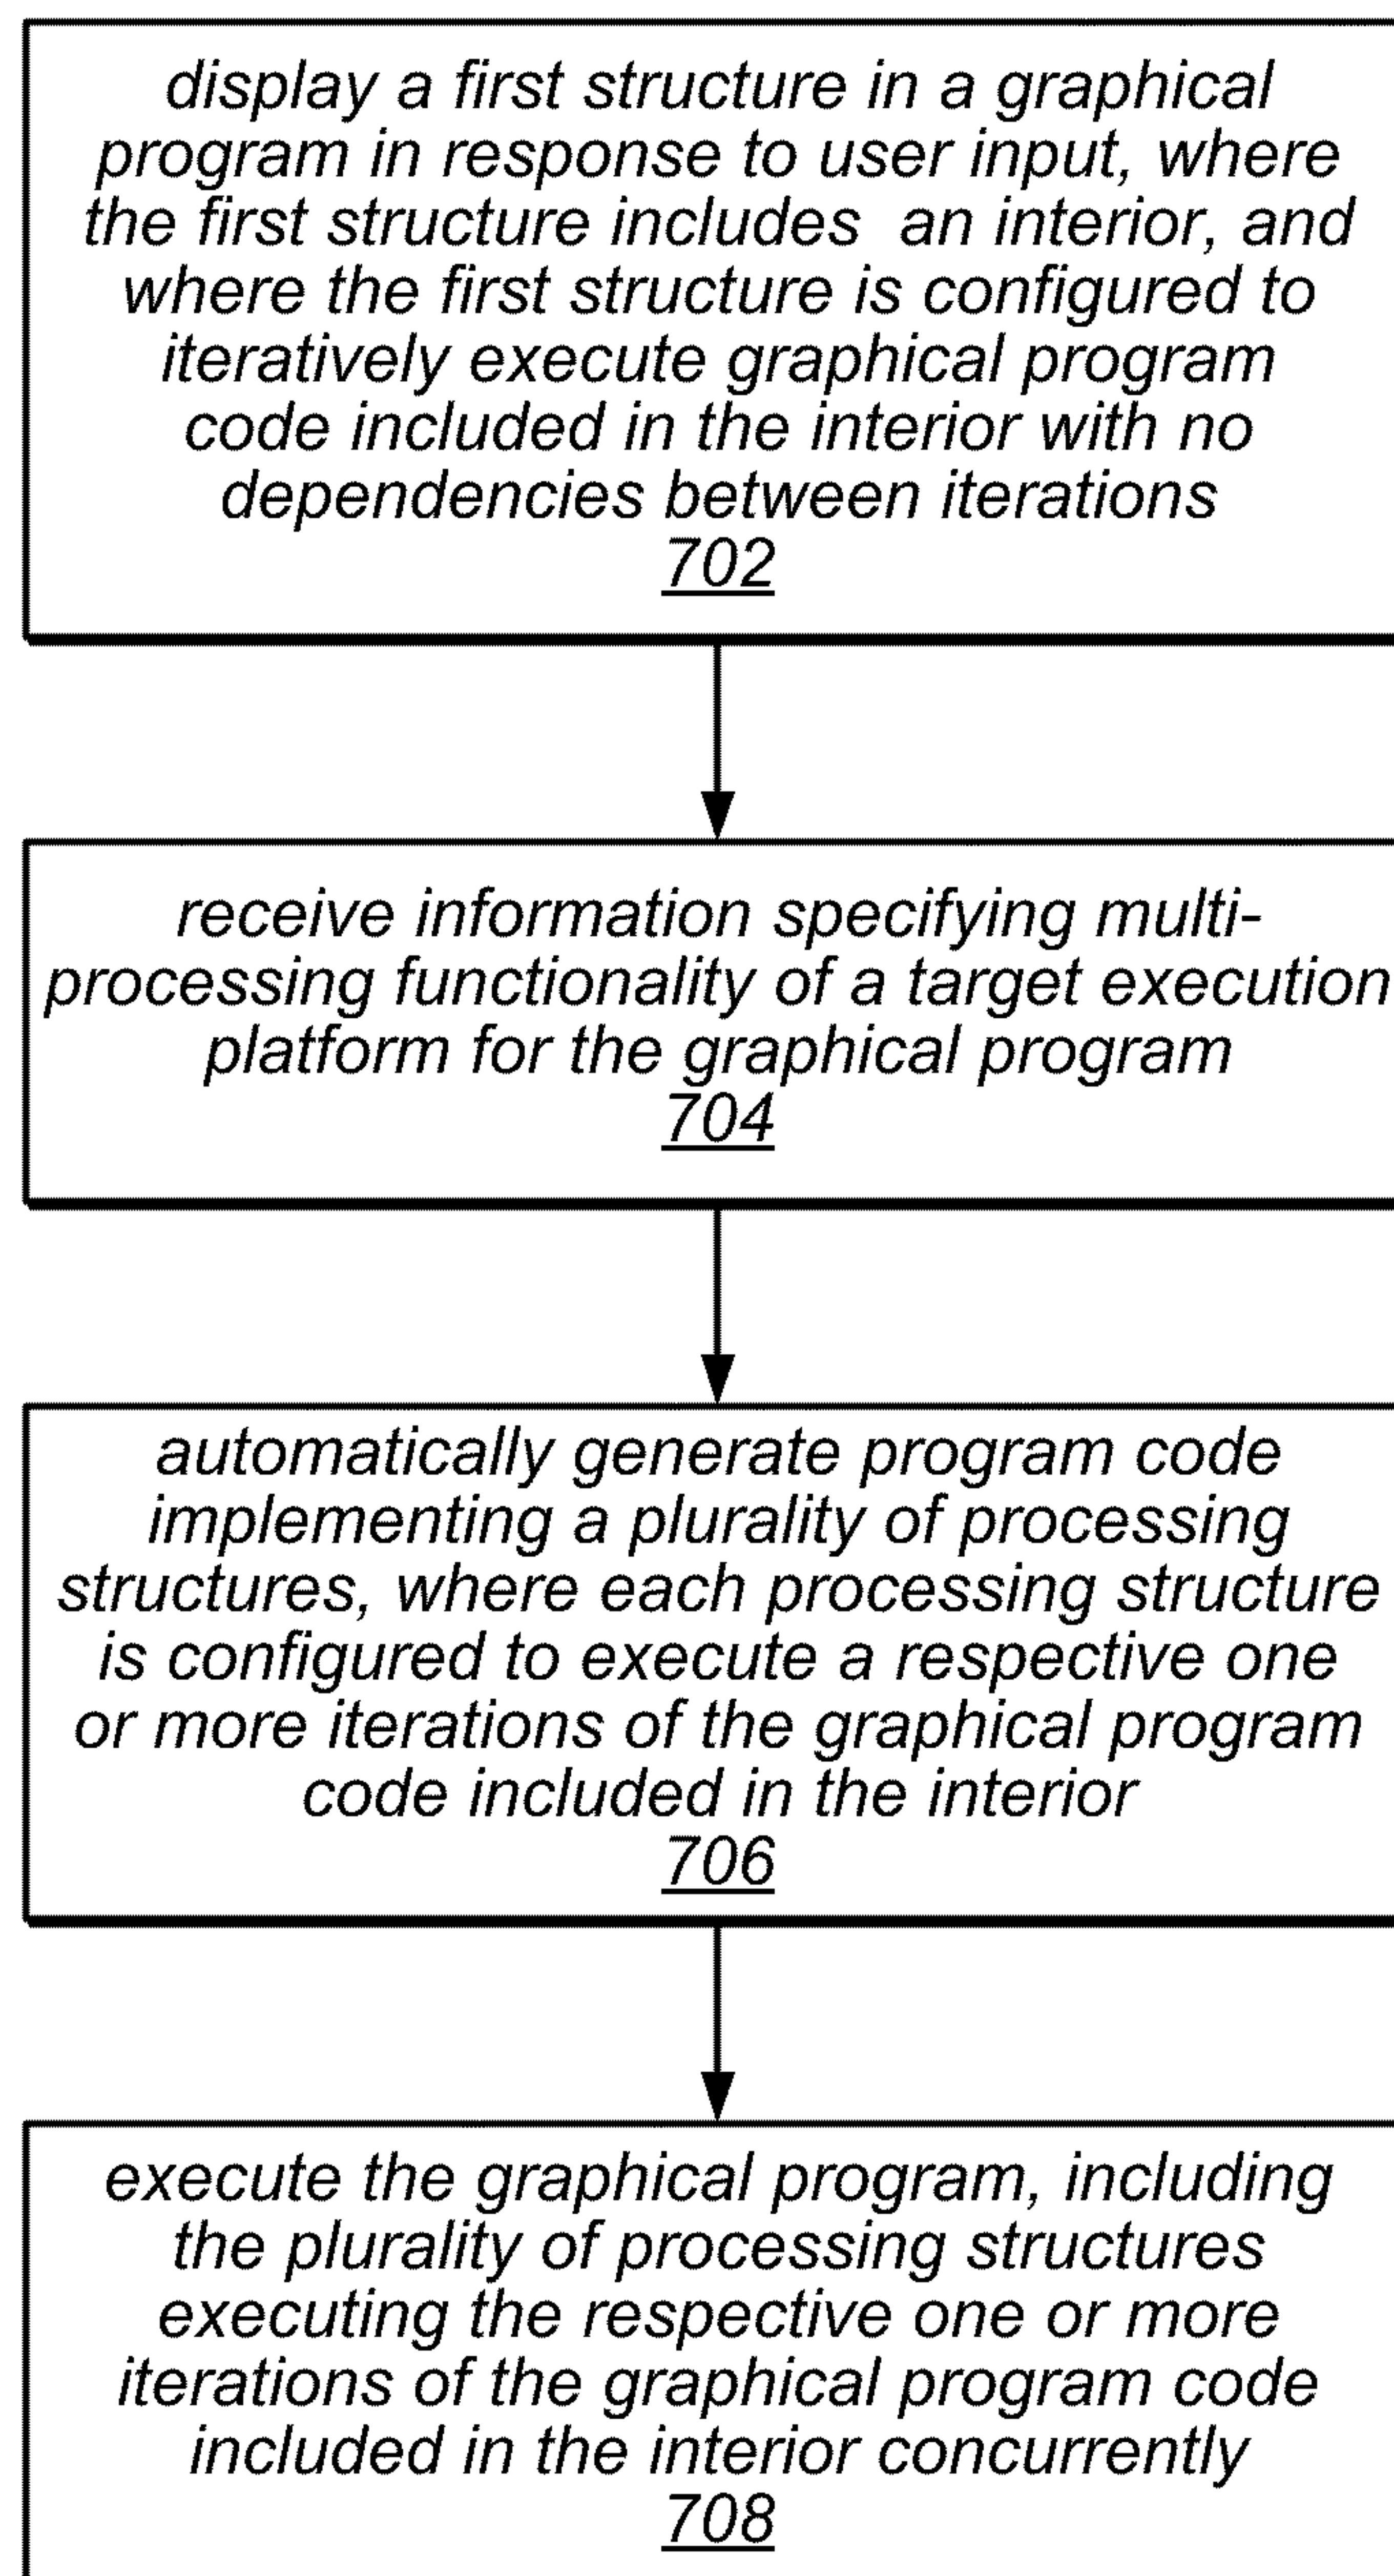 display a first structure in a graphical
program in response to user input, where
the first structure includes  an interior, and
where the first structure is configured to
iteratively execute graphical program
code included in the interior with no
dependencies between iterations
702
receive information specifying multi-
processing functionality of a target execution
platform for the graphical program
704
automatically generate program code
implementing a plurality of processing
structures, where each processing structure
is configured to execute a respective one
or more iterations of the graphical program
code included in the interior
706
execute the graphical program, including
the plurality of processing structures
executing the respective one or more
iterations of the graphical program code
included in the interior concurrently
708